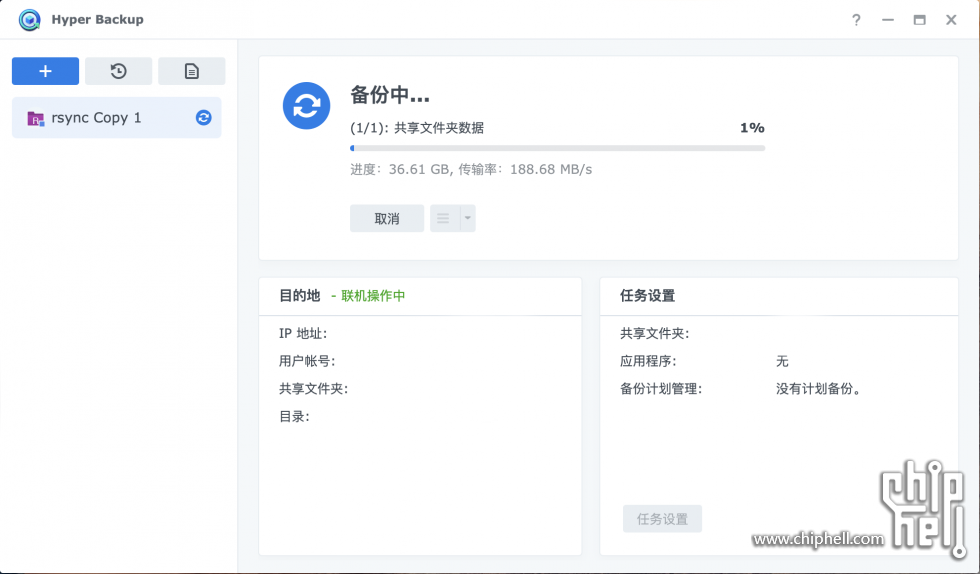 Hyper Backup
rsync Copy 1
备份中...
(1/1): 共享文件夹数据 1%
进度: 36.61 GB, 传输率: 188.68 MB/s
取消
目的地 - 联机操作中
IP 地址:
用户帐号:
共享文件夹:
目录:
任务设置
共享文件夹:
应用程序: 无
备份计划管理: 没有计划备份。
任务设置
www.chiphell.com
chip
hell